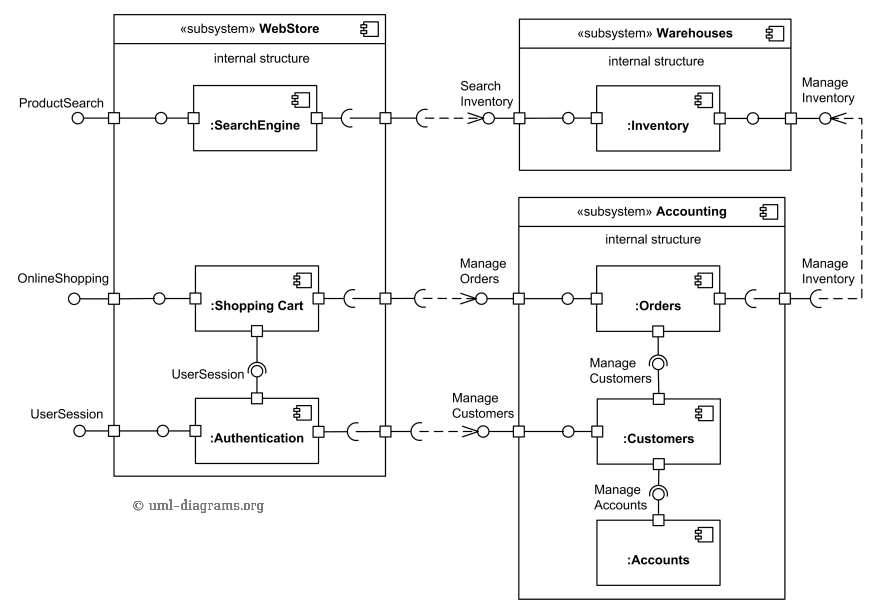 «subsystem» WebStore
internal structure
ProductSearch
:SearchEngine
OnlineShopping
:Shopping Cart
UserSession
UserSession
:Authentication
Search
Inventory
Manage
Orders
Manage
Customers
«subsystem» Warehouses
internal structure
:Inventory
Manage
Inventory
«subsystem» Accounting
internal structure
:Orders
Manage
Inventory
Manage
Customers
:Customers
Manage
Accounts
:Accounts
© uml-diagrams.org